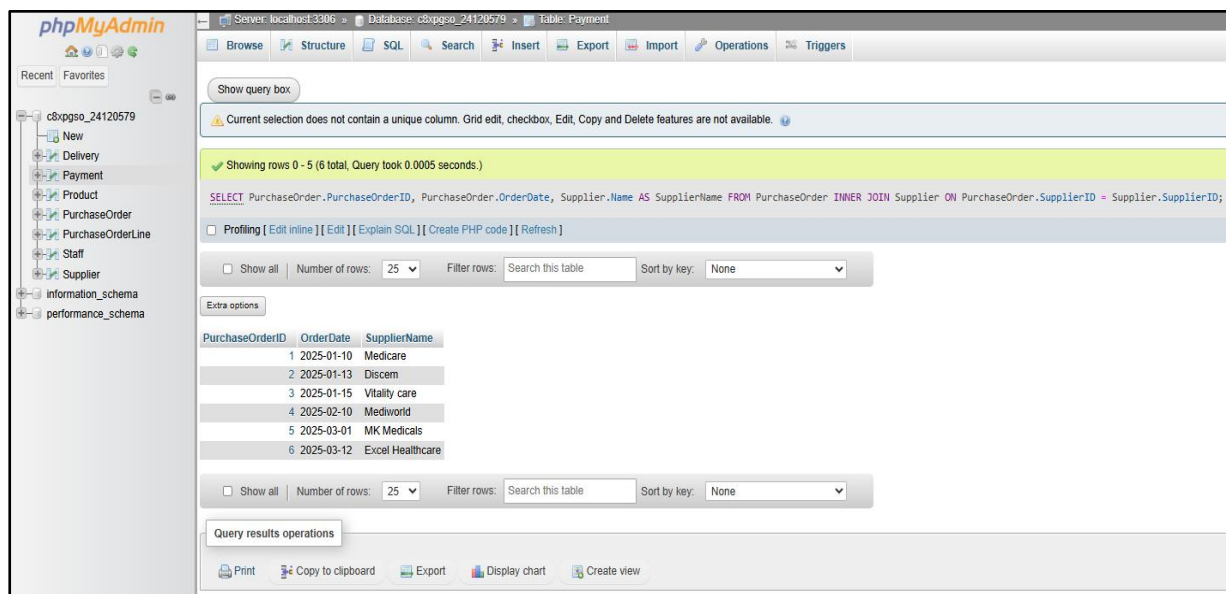 phpMyAdmin
Recent Favorites
c8xpgso_24120579
New
Delivery
Payment
Product
PurchaseOrder
PurchaseOrderLine
Staff
Supplier
information_schema
performance_schema
Server: localhost:3306 » Database: c8xpgso_24120579 » Table: Payment
Browse Structure SQL Search Insert Export Import Operations Triggers
Show query box
Current selection does not contain a unique column. Grid edit, checkbox, Edit, Copy and Delete features are not available.
Showing rows 0 - 5 (6 total, Query took 0.0005 seconds.)
SELECT PurchaseOrder.PurchaseOrderID, PurchaseOrder.OrderDate, Supplier.Name AS SupplierName FROM PurchaseOrder INNER JOIN Supplier ON PurchaseOrder.SupplierID = Supplier.SupplierID;
Profiling [ Edit inline ] [ Edit ] [ Explain SQL ] [ Create PHP code ] [ Refresh ]
Show all | Number of rows: 25 Filter rows: Search this table Sort by key: None
Extra options
PurchaseOrderID OrderDate SupplierName
1 2025-01-10 Medicare
2 2025-01-13 Discem
3 2025-01-15 Vitality care
4 2025-02-10 Mediworld
5 2025-03-01 MK Medicals
6 2025-03-12 Excel Healthcare
Show all | Number of rows: 25 Filter rows: Search this table Sort by key: None
Query results operations
Print Copy to clipboard Export Display chart Create view